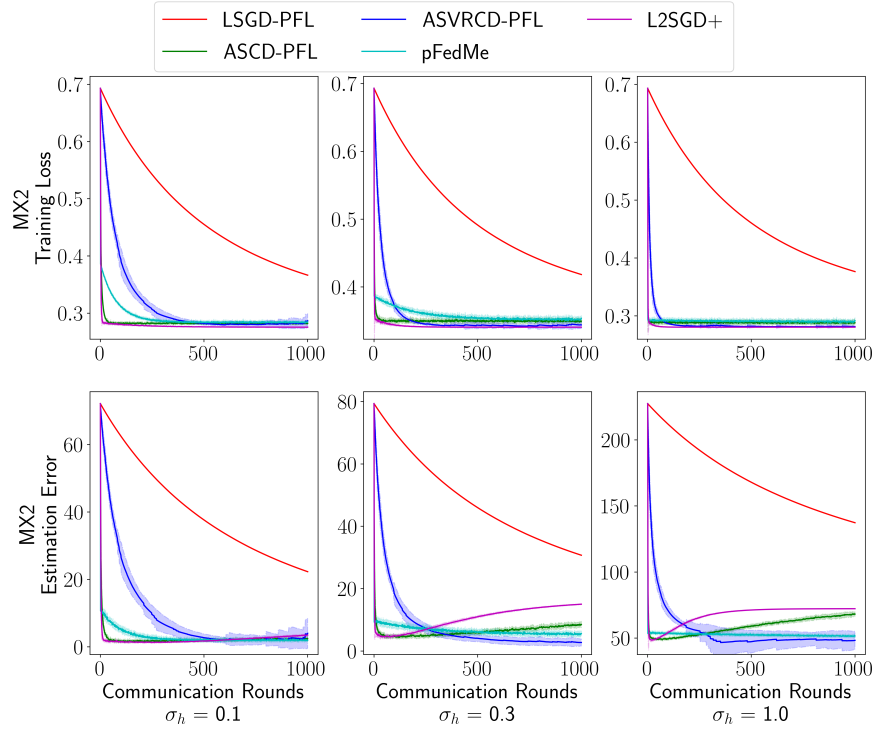 LSGD-PFL ASVRCD-PFL L2SGD+
ASCD-PFL pFedMe
MX2
Training Loss
0.7
0.6
0.5
0.4
0.3
0 500 1000
0.7
0.6
0.5
0.4
0 500 1000
0.7
0.6
0.5
0.4
0.3
0 500 1000
MX2
Estimation Error
60
40
20
0
0 500 1000
80
60
40
20
0
0 500 1000
200
150
100
50
0 500 1000
Communication Rounds Communication Rounds Communication Rounds
σₕ = 0.1 σₕ = 0.3 σₕ = 1.0